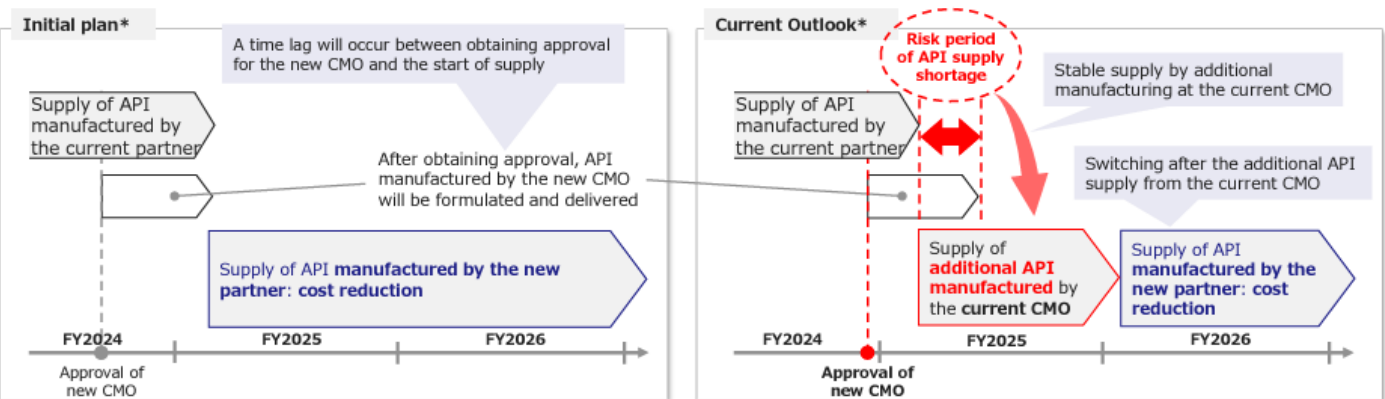 Initial plan*
A time lag will occur between obtaining approval
for the new CMO and the start of supply
Supply of API
manufactured by
the current partner
After obtaining approval, API
manufactured by the new CMO
will be formulated and delivered
Supply of API manufactured by the new
partner: cost reduction
FY2024
FY2025
FY2026
Approval of
new CMO
Current Outlook*
Risk period
of API supply
shortage
Stable supply by additional
manufacturing at the current CMO
Supply of API
manufactured by
the current partner
Switching after the additional API
supply from the current CMO
Supply of
additional API
manufactured by
the current CMO
Supply of API
manufactured by the
new partner: cost
reduction
FY2024
FY2025
FY2026
Approval of
new CMO